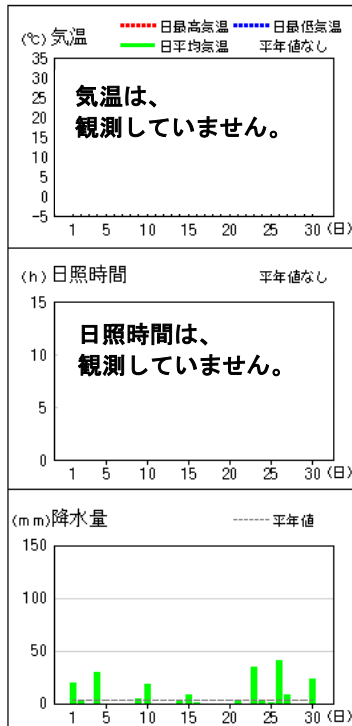 (℃) 気温 日最高気温 日最低気温
日平均気温 平年値なし
35
30
25
20
15
10
5
0
-5
気温は、
観測していません。
1 5 10 15 20 25 30 (日)
(h) 日照時間 平年値なし
15
10
5
0
日照時間は、
観測していません。
1 5 10 15 20 25 30 (日)
(mm) 降水量 平年値
150
100
50
0
1 5 10 15 20 25 30 (日)